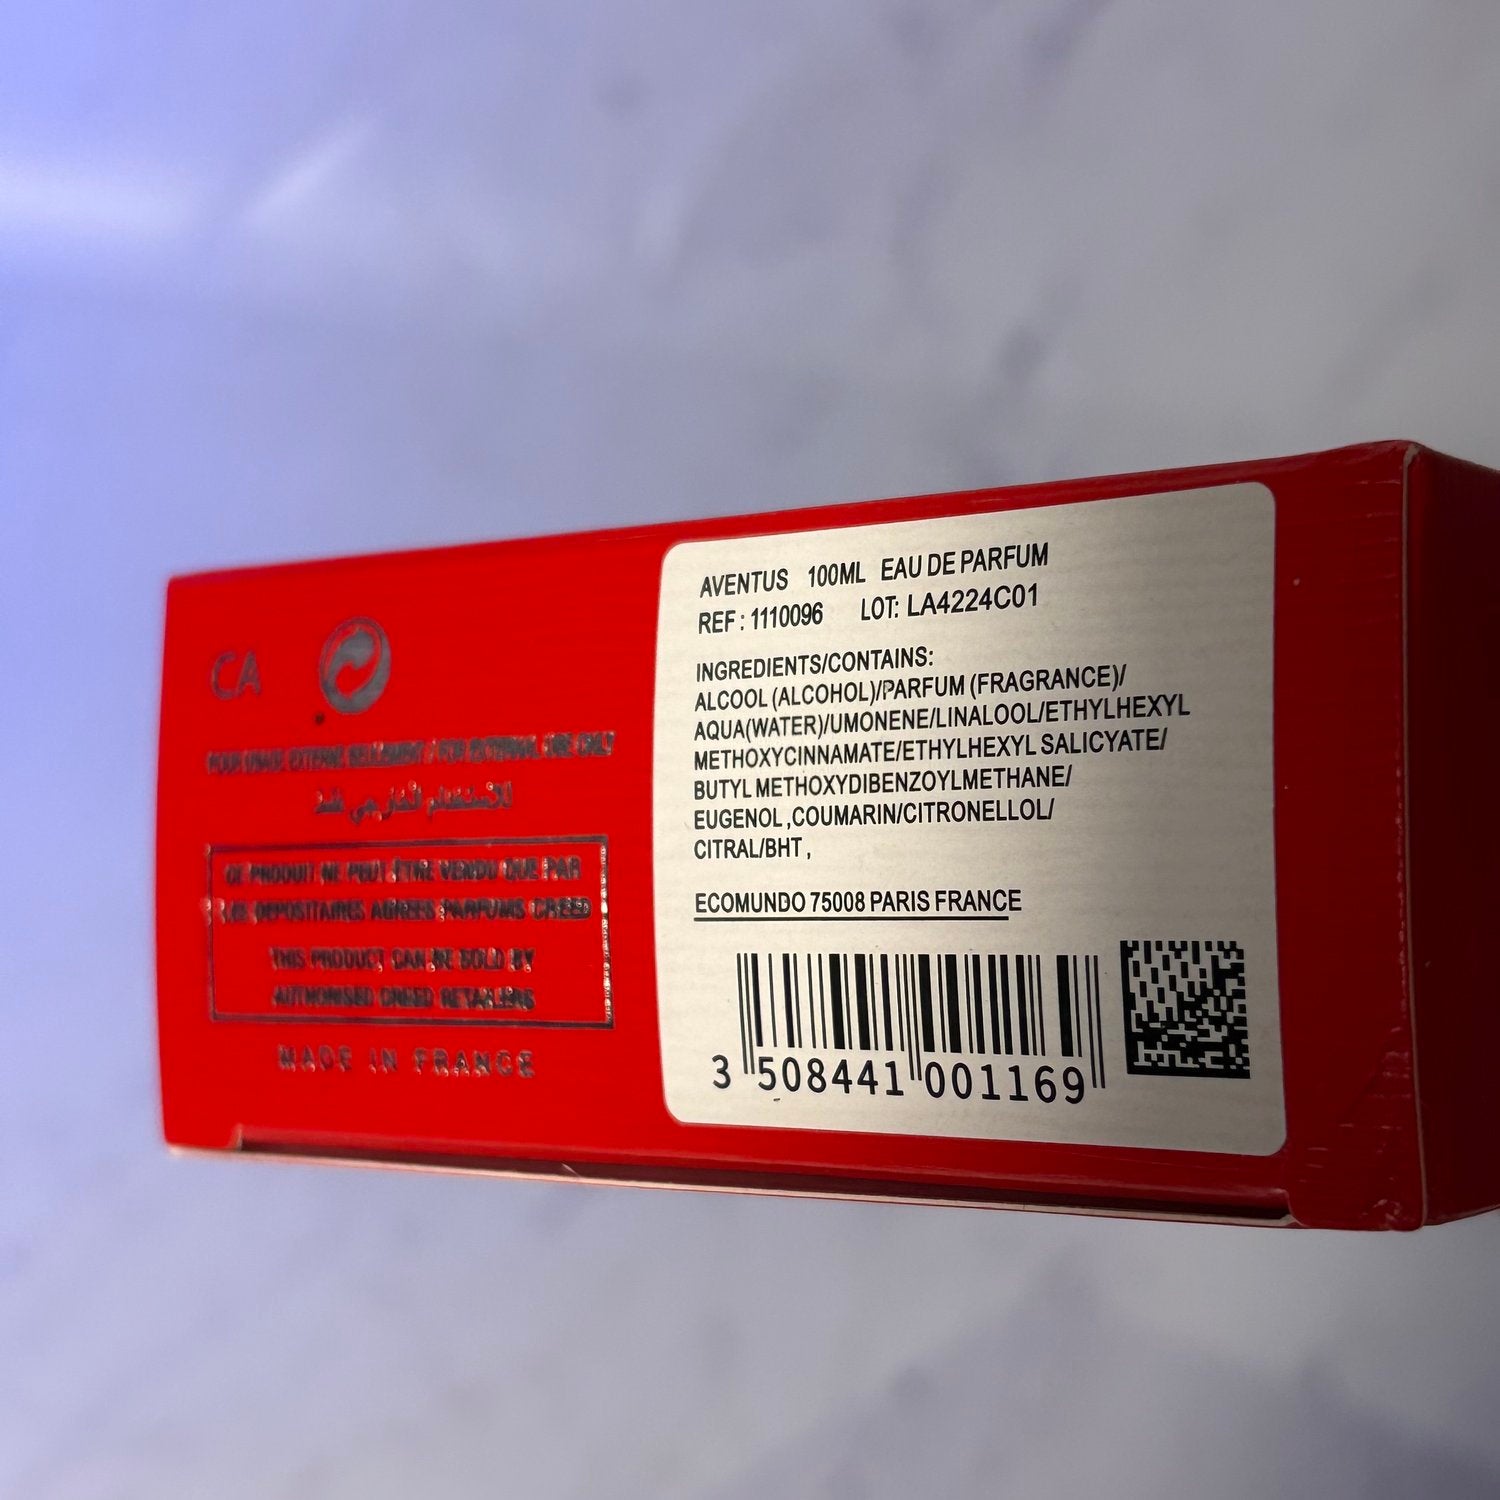 CA
POUR USAGE EXTERNE SEULEMENT / FOR EXTERNAL USE ONLY
للاستخدام الخارجي فقط
CE PRODUIT NE PEUT ÊTRE VENDU QUE PAR
LES DEPOSITAIRES AGREES PARFUMS CREED
THIS PRODUCT CAN BE SOLD BY
AUTHORISED CREED RETAILERS
MADE IN FRANCE
AVENTUS 100ML EAU DE PARFUM
REF : 1110096 LOT: LA4224C01
INGREDIENTS/CONTAINS:
ALCOOL (ALCOHOL)/PARFUM (FRAGRANCE)/
AQUA(WATER)/UMONENE/LINALOOL/ETHYLHEXYL
METHOXYCINNAMATE/ETHYLHEXYL SALICYATE/
BUTYL METHOXYDIBENZOYLMETHANE/
EUGENOL ,COUMARIN/CITRONELLOL/
CITRAL/BHT ,
ECOMUNDO 75008 PARIS FRANCE
3 508441 001169